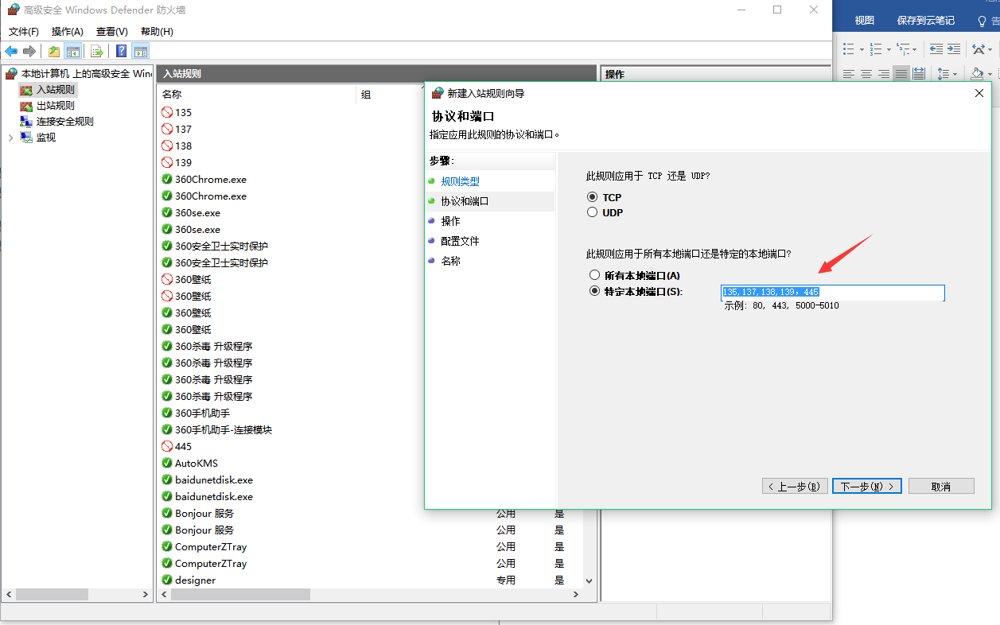 高级安全 Windows Defender 防火墙
文件(F) 操作(A) 查看(V) 帮助(H)
视图 保存到云笔记
本地计算机 上的高级安全 Win
入站规则
出站规则
连接安全规则
监视
入站规则
名称 组
135
137
138
139
360Chrome.exe
360Chrome.exe
360se.exe
360se.exe
360安全卫士实时保护
360安全卫士实时保护
360壁纸
360壁纸
360壁纸
360壁纸
360杀毒 升级程序
360杀毒 升级程序
360杀毒 升级程序
360杀毒 升级程序
360手机助手
360手机助手-连接模块
445
AutoKMS
baidunetdisk.exe
baidunetdisk.exe
Bonjour 服务 公用 是
Bonjour 服务 公用 是
ComputerZTray 公用 是
ComputerZTray 公用 是
designer 专用 是
操作
新建入站规则向导
协议和端口
指定应用此规则的协议和端口。
步骤:
规则类型
协议和端口
操作
配置文件
名称
此规则应用于 TCP 还是 UDP?
TCP
UDP
此规则应用于所有本地端口还是特定的本地端口?
所有本地端口(A)
特定本地端口(S):
135,137,138,139，445
示例: 80, 443, 5000-5010
< 上一步(B) 下一步(N) > 取消